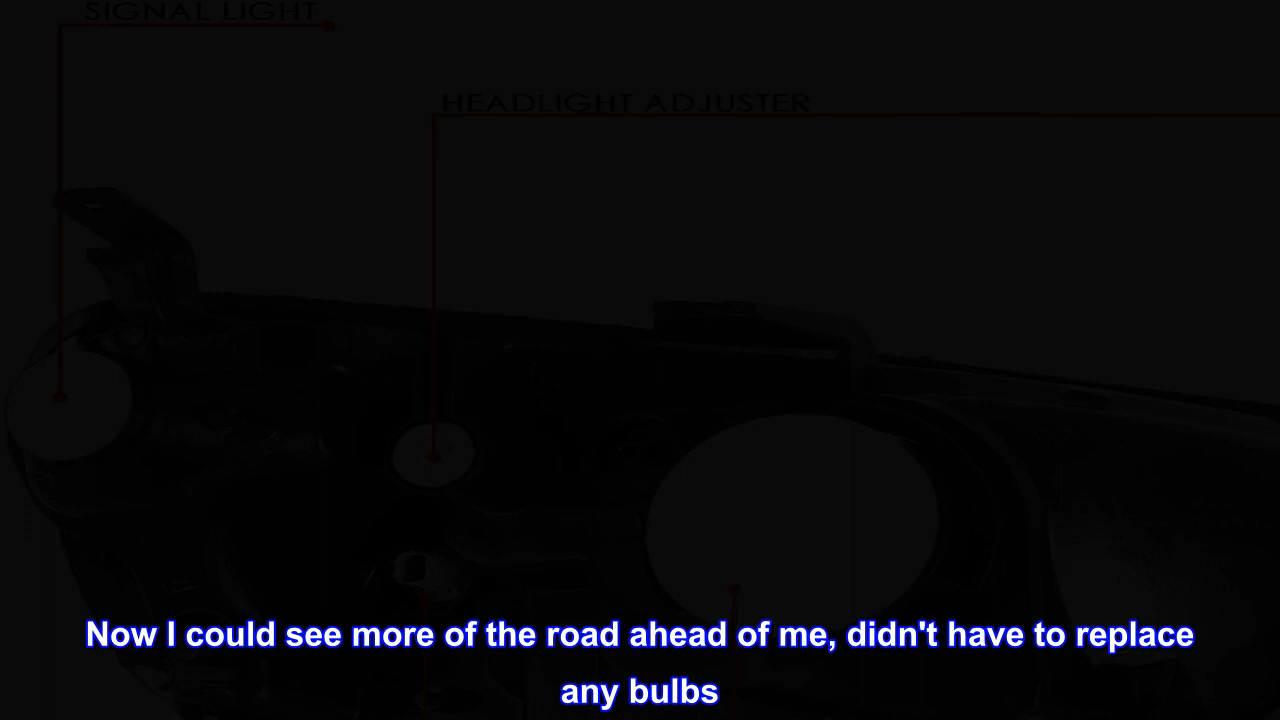 SIGNAL LIGHT
HEADLIGHT ADJUSTER
Now I could see more of the road ahead of me, didn't have to replace
any bulbs